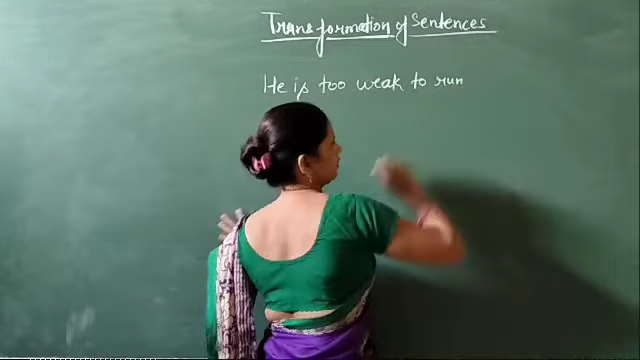 Transformation of Sentences
He is too weak to run